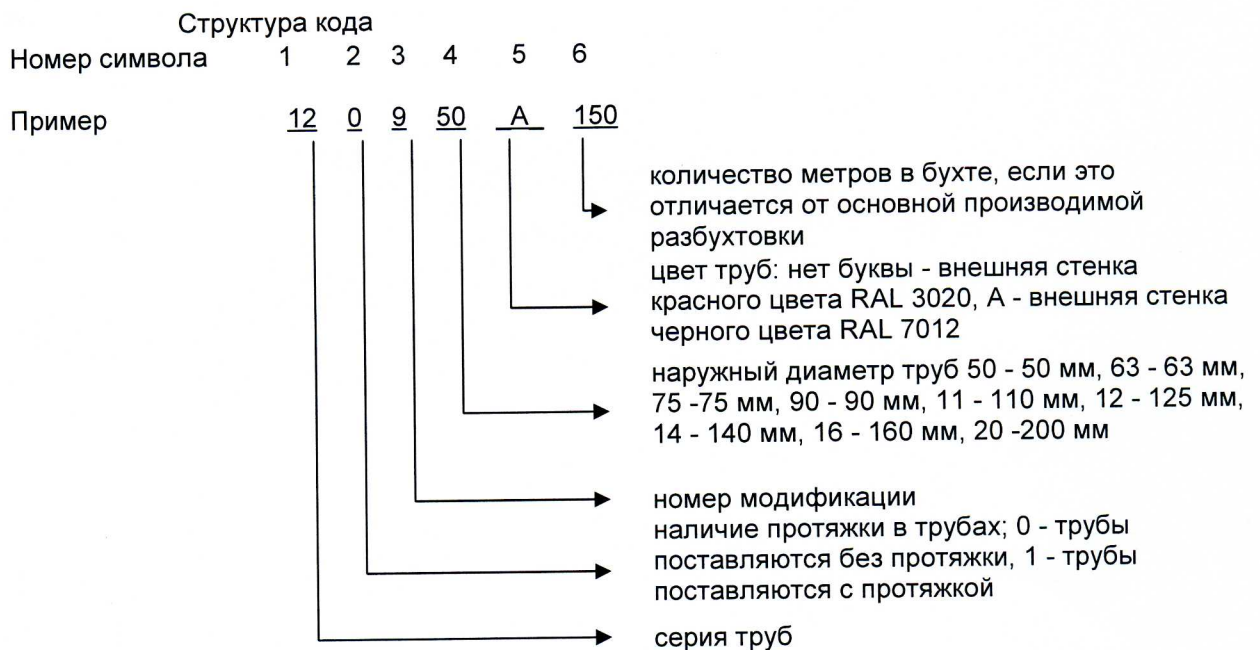 Структура кода
Номер символа 1 2 3 4 5 6
Пример 12 0 9 50 А 150
количество метров в бухте, если это
отличается от основной производимой
разбухтовки
цвет труб: нет буквы - внешняя стенка
красного цвета RAL 3020, А - внешняя стенка
черного цвета RAL 7012
наружный диаметр труб 50 - 50 мм, 63 - 63 мм,
75 -75 мм, 90 - 90 мм, 11 - 110 мм, 12 - 125 мм,
14 - 140 мм, 16 - 160 мм, 20 -200 мм
номер модификации
наличие протяжки в трубах; 0 - трубы
поставляются без протяжки, 1 - трубы
поставляются с протяжкой
серия труб